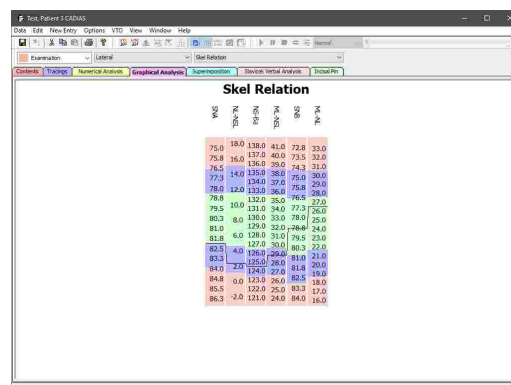 Test, Patient 3 CADIAS
Data Edit New Entry Options VTO View Window Help
Normal
Examination Lateral Skel Relation
Contents Tracings Numerical Analysis Graphical Analysis Superimposition Slavicek Verbal Analysis Incisal Pin
Skel Relation
SNA NL-NSL NS-Ba ML-NSL SNB ML-NL
75.0 18.0 138.0 41.0 72.8 33.0
75.8 16.0 137.0 40.0 73.5 32.0
76.5 136.0 39.0 74.3 31.0
77.3 14.0 135.0 38.0 75.0 30.0
134.0 37.0 29.0
78.0 12.0 133.0 36.0 75.8 28.0
78.8 132.0 35.0 76.5 27.0
79.5 10.0 131.0 34.0 77.3 26.0
80.3 8.0 130.0 33.0 78.0 25.0
81.0 129.0 32.0 78.8 24.0
81.8 6.0 128.0 31.0 79.5 23.0
127.0 30.0 80.3 22.0
82.5 4.0 126.0 29.0 81.0 21.0
83.3 125.0 28.0 20.0
84.0 2.0 124.0 27.0 81.8 19.0
84.8 0.0 123.0 26.0 82.5 18.0
85.5 122.0 25.0 83.3 17.0
86.3 -2.0 121.0 24.0 84.0 16.0